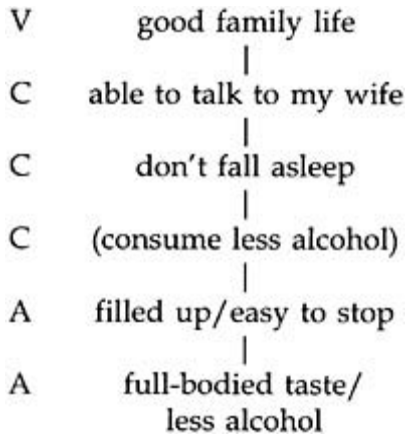 V good family life
C able to talk to my wife
C don't fall asleep
C (consume less alcohol)
A filled up/easy to stop
A full-bodied taste/
less alcohol